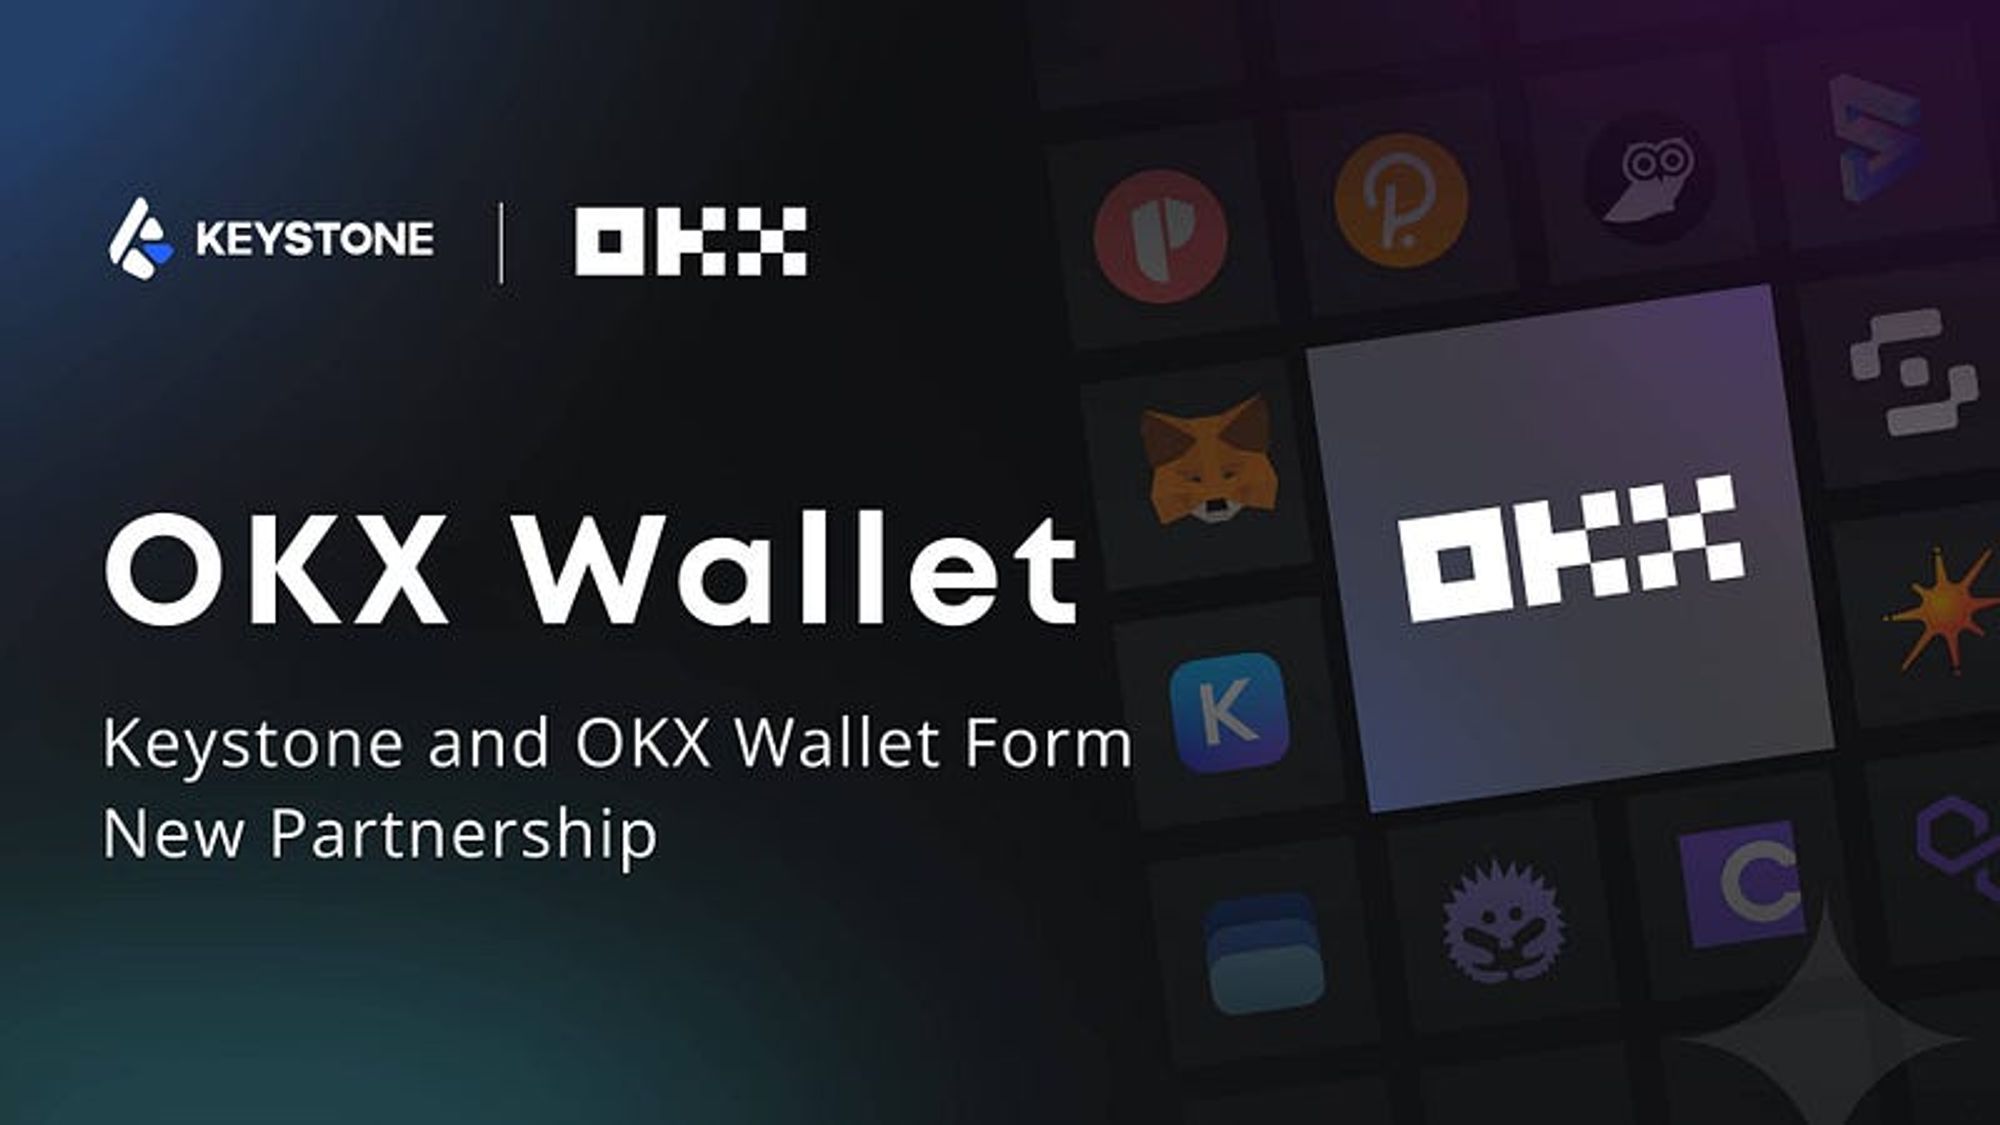 KEYSTONE
OKX
OKX Wallet
Keystone and OKX Wallet Form
New Partnership
OKX
K
C